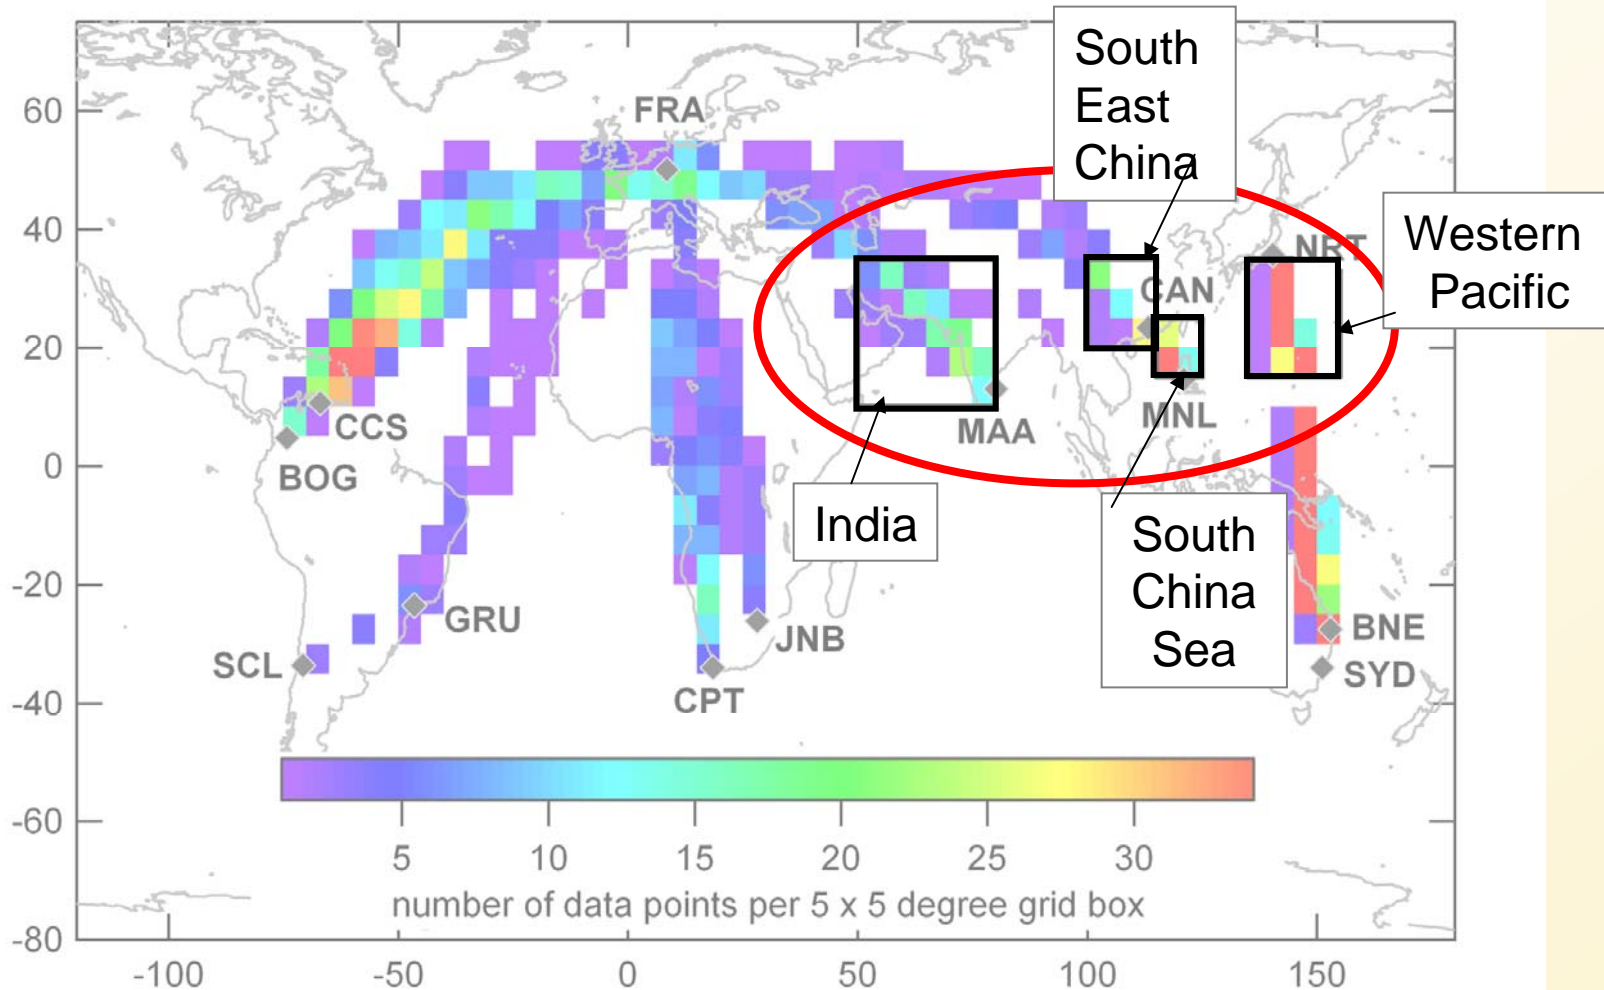 South
East
China
FRA
60
Western
Pacific
40
NRT
CAN
20
MNL
MAA
CCS
BOG
0
India
South
China
Sea
-20
GRU
JNB
BNE
SCL
SYD
CPT
-40
-60
5 10 15 20 25 30
number of data points per 5 x 5 degree grid box
-80
-100 -50 0 50 100 150